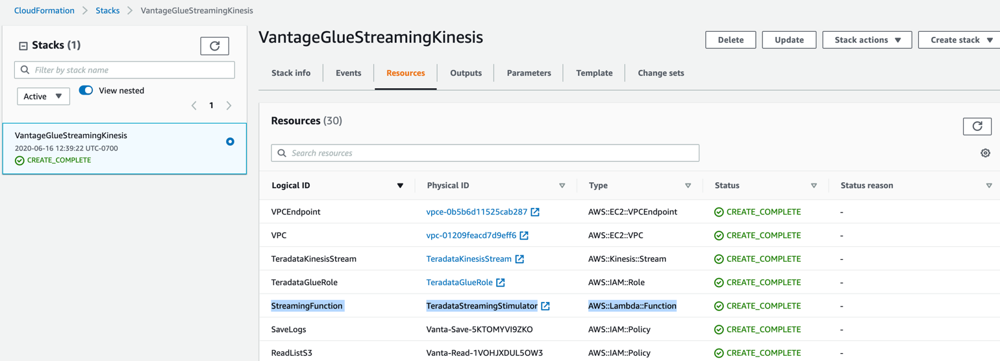 CloudFormation > Stacks > VantageGlueStreamingKinesis
Stacks (1)
Filter by stack name
Active
View nested
1
VantageGlueStreamingKinesis
2020-06-16 12:39:22 UTC-0700
CREATE_COMPLETE
VantageGlueStreamingKinesis
Delete Update Stack actions Create stack
Stack info Events Resources Outputs Parameters Template Change sets
Resources (30)
Search resources
Logical ID Physical ID Type Status Status reason
VPCEndpoint vpce-0b5b6d11525cab287 AWS::EC2::VPCEndpoint CREATE_COMPLETE -
VPC vpc-01209feacd7d9eff6 AWS::EC2::VPC CREATE_COMPLETE -
TeradataKinesisStream TeradataKinesisStream AWS::Kinesis::Stream CREATE_COMPLETE -
TeradataGlueRole TeradataGlueRole AWS::IAM::Role CREATE_COMPLETE -
StreamingFunction TeradataStreamingStimulator AWS::Lambda::Function CREATE_COMPLETE -
SaveLogs Vanta-Save-5KTOMYVI9ZKO AWS::IAM::Policy CREATE_COMPLETE -
ReadListS3 Vanta-Read-1VOHJXDUL5OW3 AWS::IAM::Policy CREATE_COMPLETE -